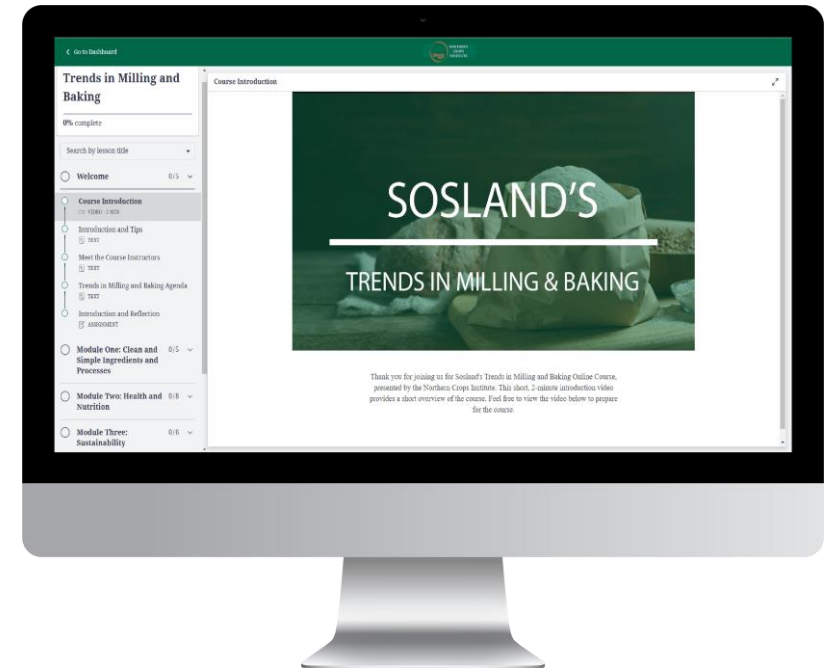 Go to Dashboard
NORTHERN
CROPS
INSTITUTE
Trends in Milling and
Baking
0% complete
Search by lesson title
Welcome 0/5
Course Introduction
VIDEO · 2 MIN
Introduction and Tips
TEXT
Meet the Course Instructors
TEXT
Trends in Milling and Baking Agenda
TEXT
Introduction and Reflection
ASSIGNMENT
Module One: Clean and 0/5
Simple Ingredients and
Processes
Module Two: Health and 0/8
Nutrition
Module Three: 0/6
Sustainability
Course Introduction
SOSLAND'S
TRENDS IN MILLING & BAKING
Thank you for joining us for Sosland's Trends in Milling and Baking Online Course,
presented by the Northern Crops Institute. This short, 2-minute introduction video
provides a short overview of the course. Feel free to view the video below to prepare
for the course.